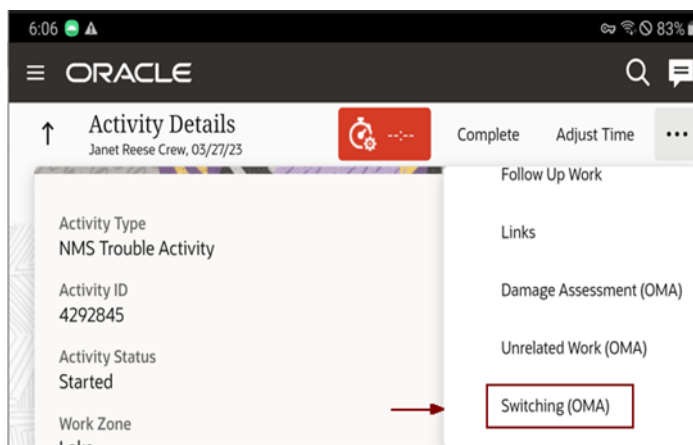 6:06 83%
ORACLE
Activity Details
Janet Reese Crew, 03/27/23
--:--
Complete
Adjust Time
...
Activity Type
NMS Trouble Activity
Activity ID
4292845
Activity Status
Started
Work Zone
Follow Up Work
Links
Damage Assessment (OMA)
Unrelated Work (OMA)
Switching (OMA)